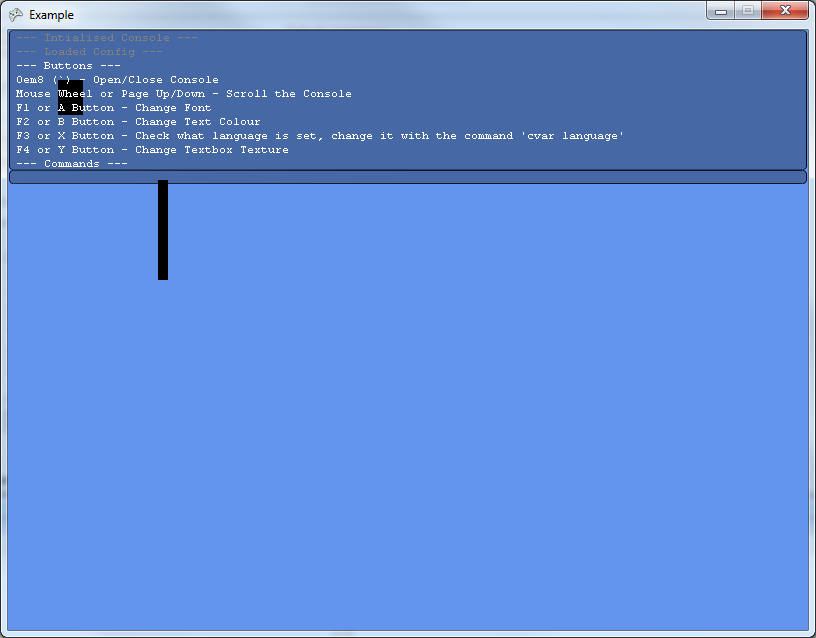 Example
--- Intialised Console ---
--- Loaded Config ---
--- Buttons ---
Oem8 (`) - Open/Close Console
Mouse Wheel or Page Up/Down - Scroll the Console
F1 or A Button - Change Font
F2 or B Button - Change Text Colour
F3 or X Button - Check what language is set, change it with the command 'cvar language'
F4 or Y Button - Change Textbox Texture
--- Commands ---